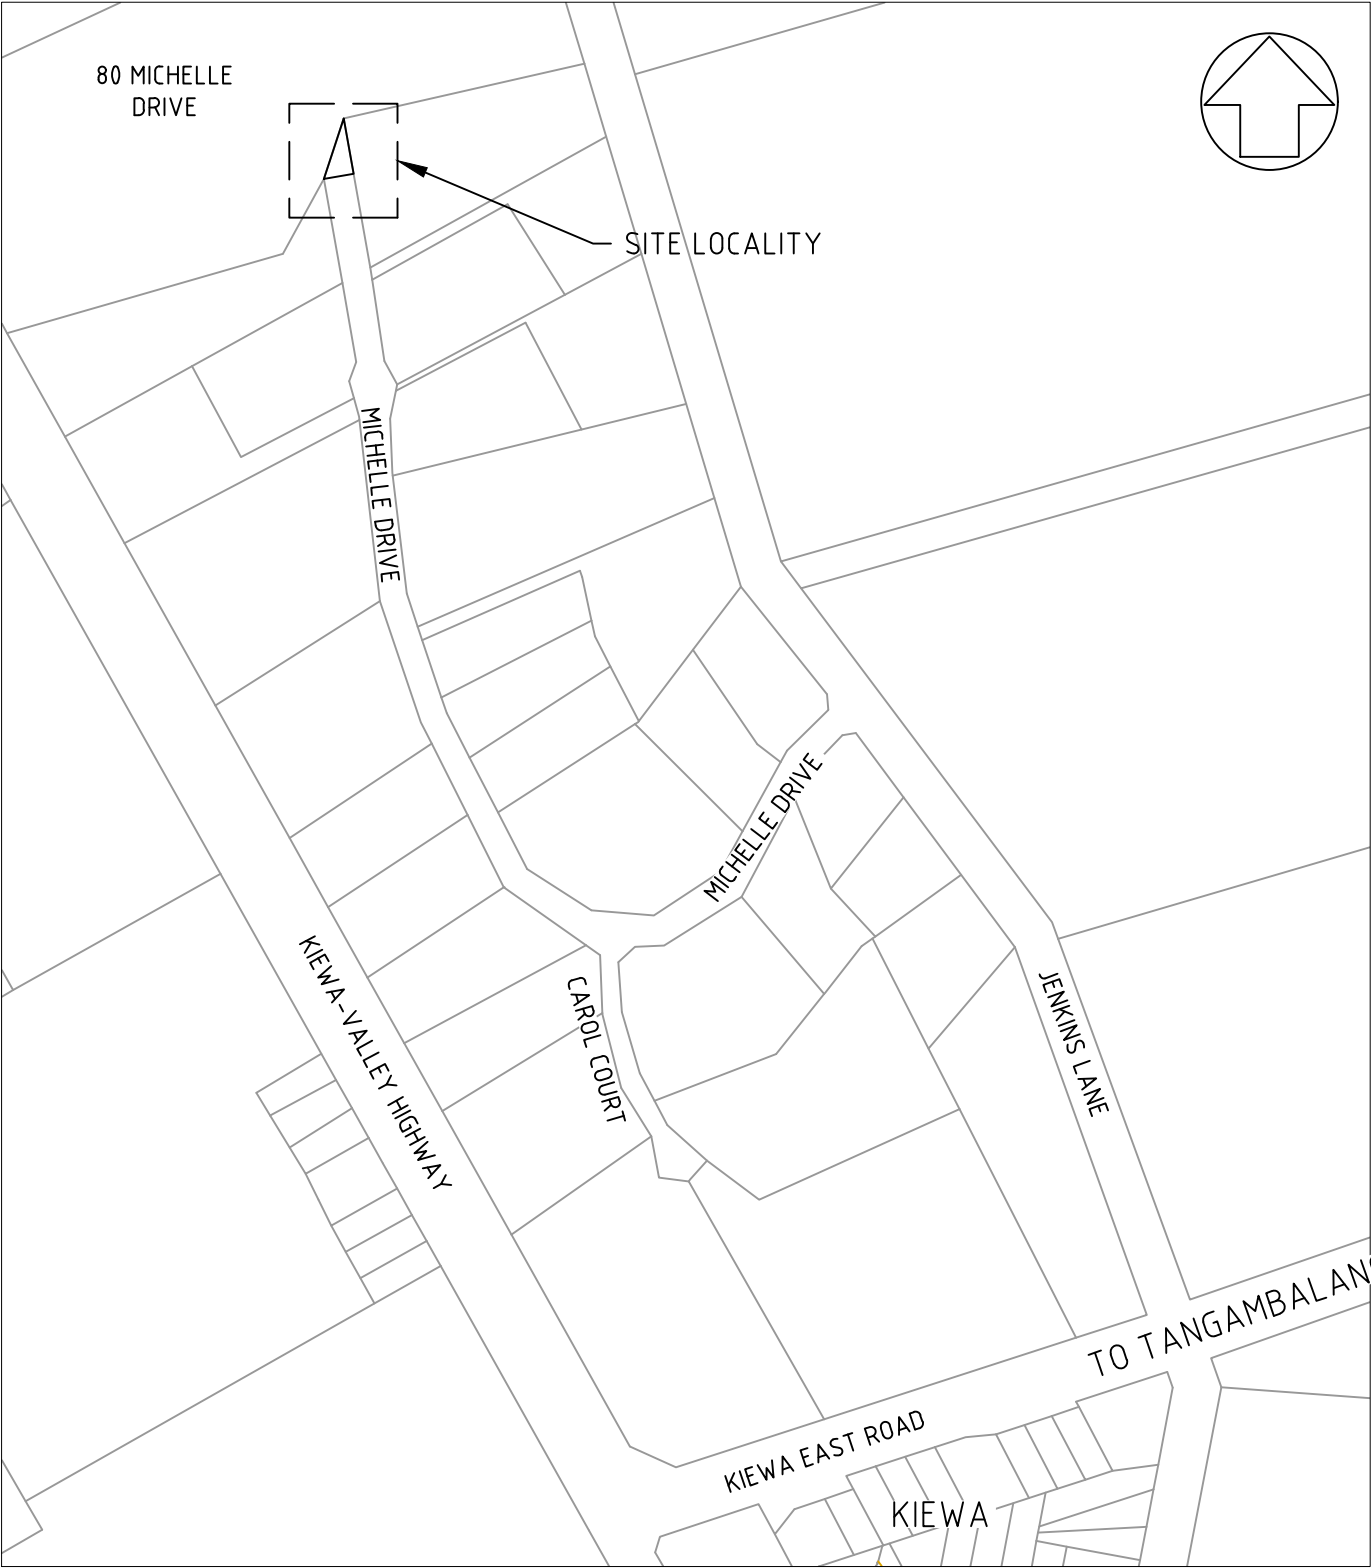 80 MICHELLE
DRIVE
SITE LOCALITY
MICHELLE DRIVE
MICHELLE DRIVE
KIEWA-VALLEY HIGHWAY
CAROL COURT
JENKINS LANE
TO TANGAMBALAN
KIEWA EAST ROAD
KIEWA